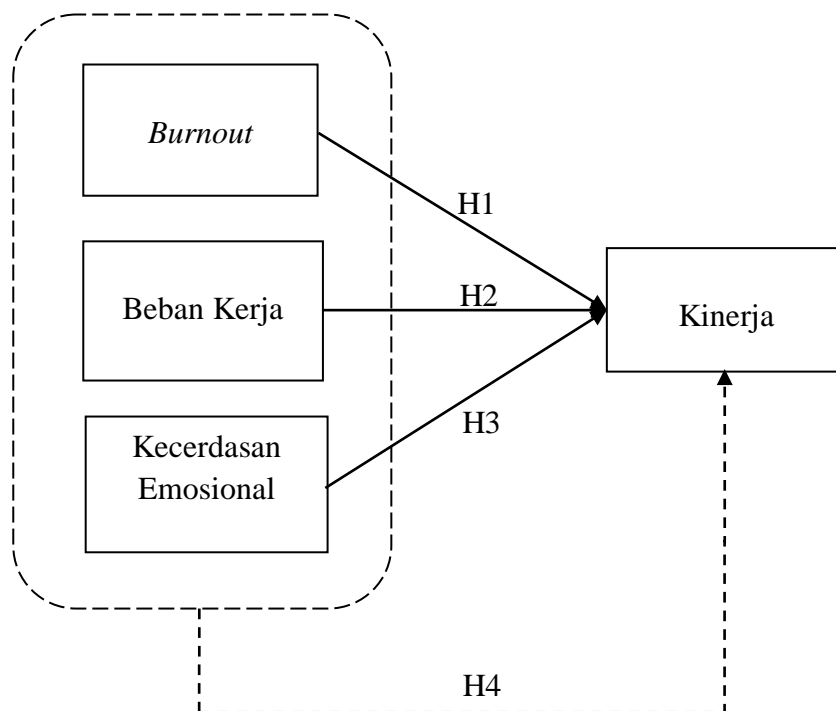 Burnout
H1
Beban Kerja
H2
Kinerja
Kecerdasan
Emosional
H3
H4